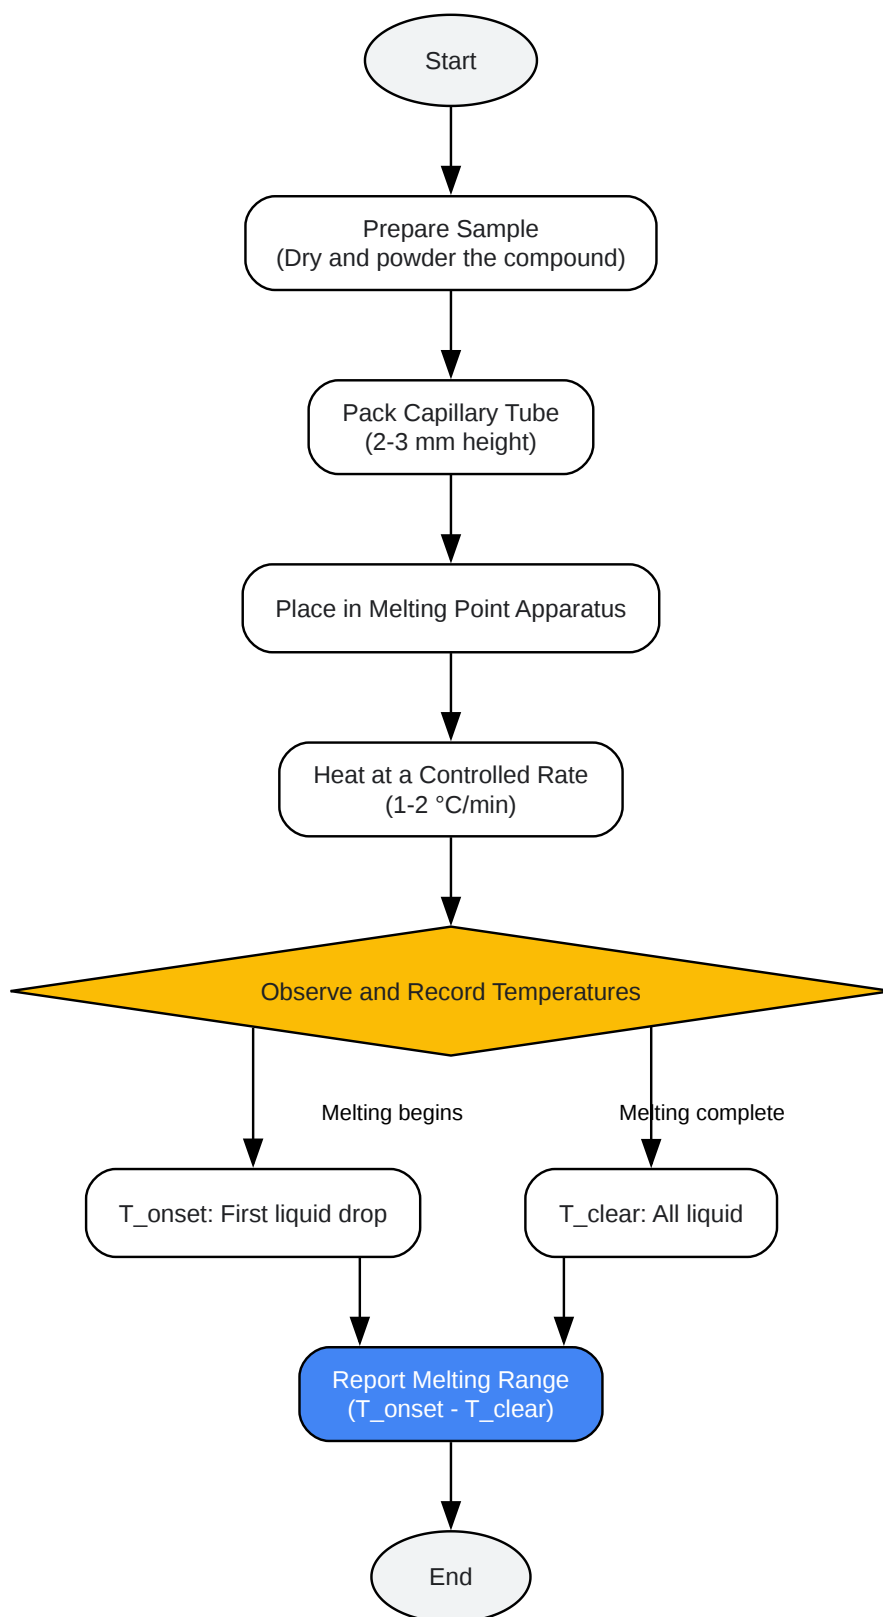 Start
Prepare Sample
(Dry and powder the compound)
Pack Capillary Tube
(2-3 mm height)
Place in Melting Point Apparatus
Heat at a Controlled Rate
(1-2 °C/min)
Observe and Record Temperatures
Melting begins
Melting complete
T_onset: First liquid drop
T_clear: All liquid
Report Melting Range
(T_onset - T_clear)
End